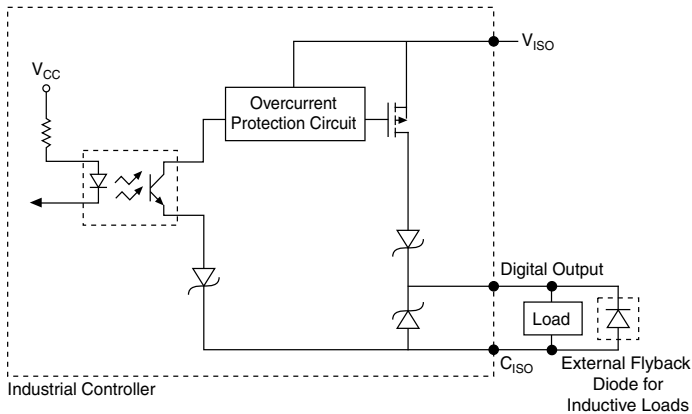 V_ISO
V_CC
Overcurrent
Protection Circuit
Digital Output
Load
C_ISO
External Flyback
Diode for
Inductive Loads
Industrial Controller